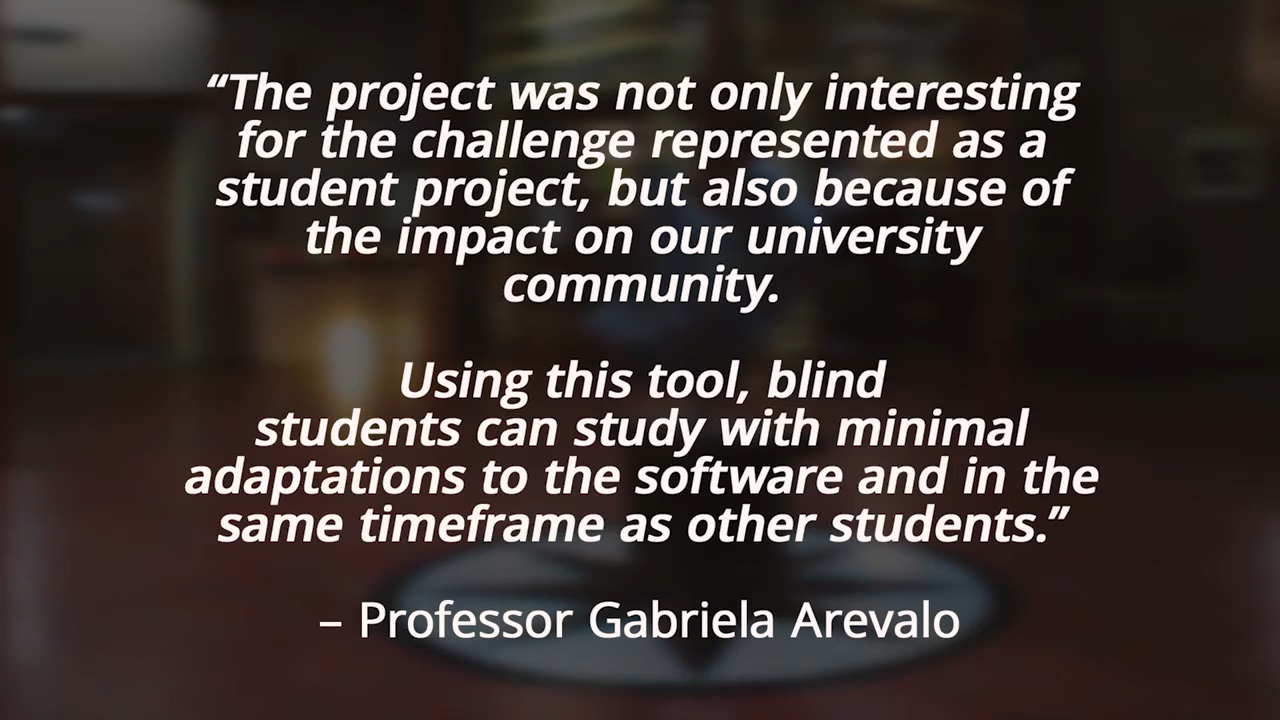 “The project was not only interesting
for the challenge represented as a
student project, but also because of
the impact on our university
community.
Using this tool, blind
students can study with minimal
adaptations to the software and in the
same timeframe as other students.”
– Professor Gabriela Arevalo